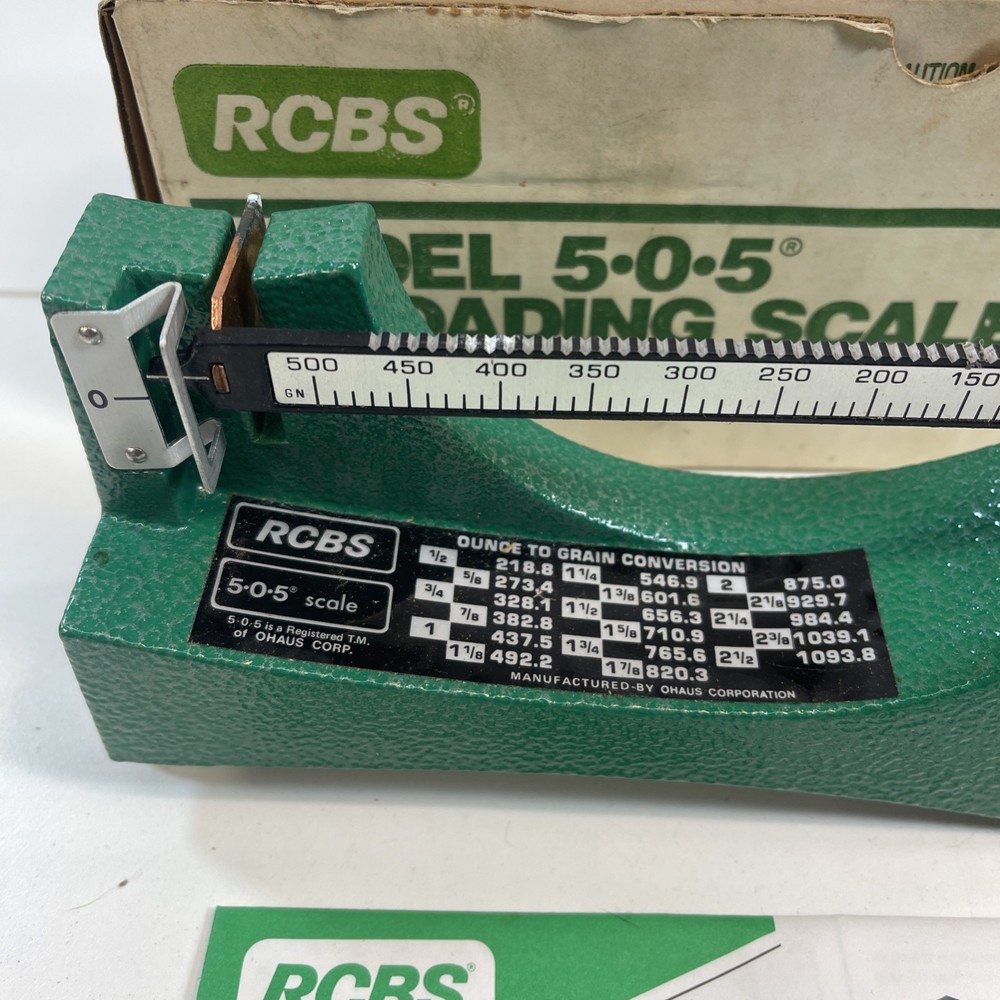 RCBS®
UTION
DEL 5·0·5®
OADING SCALE
500 450 400 350 300 250 200 150
GN
0
RCBS
5·0·5® scale
5·0·5 is a Registered T.M.
of OHAUS CORP.
OUNCE TO GRAIN CONVERSION
1/2 218.8
5/8 273.4
3/4 328.1
7/8 382.8
1 437.5
1 1/8 492.2
1 1/4 546.9
1 3/8 601.6
1 1/2 656.3
1 5/8 710.9
1 3/4 765.6
1 7/8 820.3
2 875.0
2 1/8 929.7
2 1/4 984.4
2 3/8 1039.1
2 1/2 1093.8
MANUFACTURED BY OHAUS CORPORATION
RCBS®